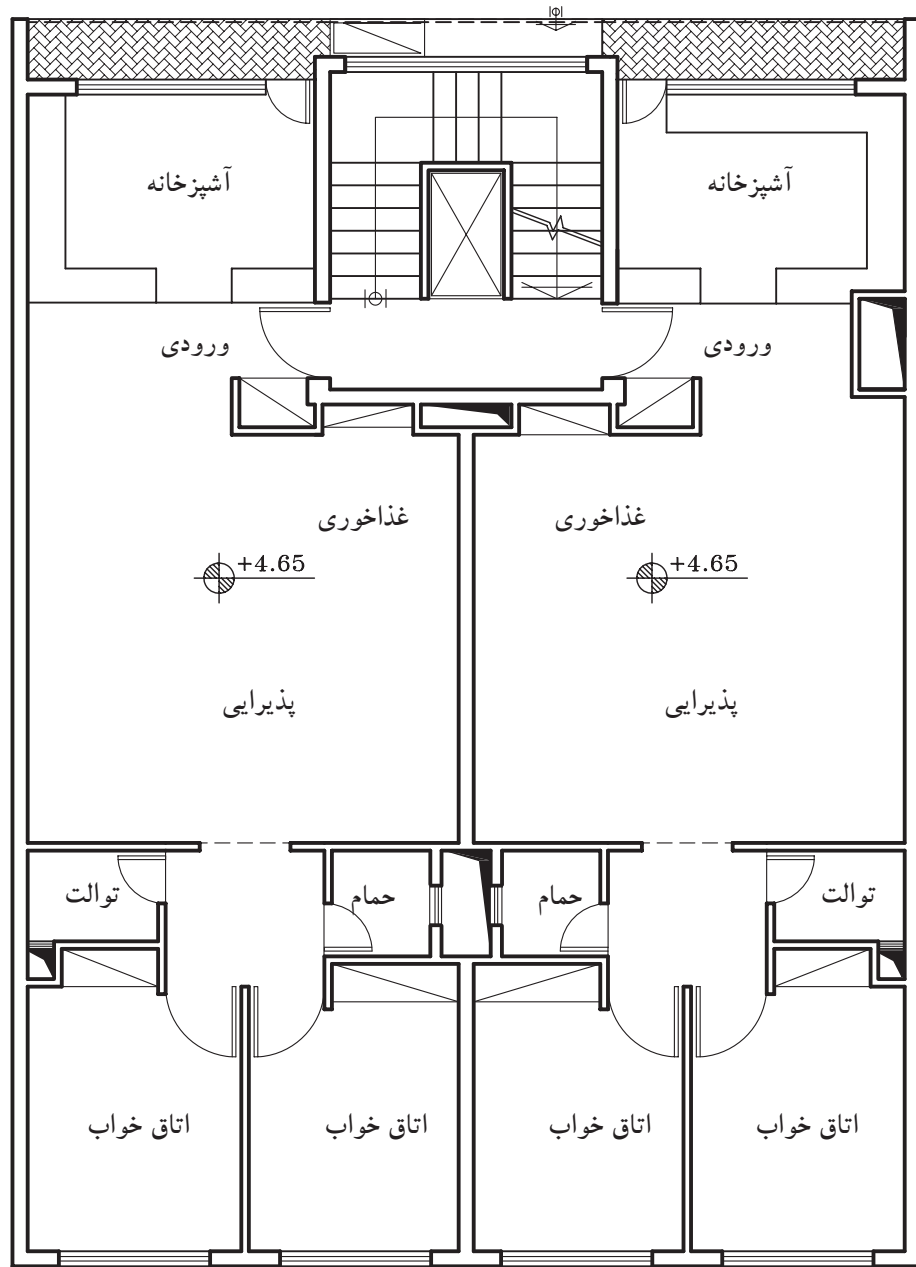 آشپزخانه
آشپزخانه
ورودی
ورودی
غذاخوری
غذاخوری
+4.65
+4.65
پذیرایی
پذیرایی
توالت
حمام
حمام
توالت
اتاق خواب
اتاق خواب
اتاق خواب
اتاق خواب